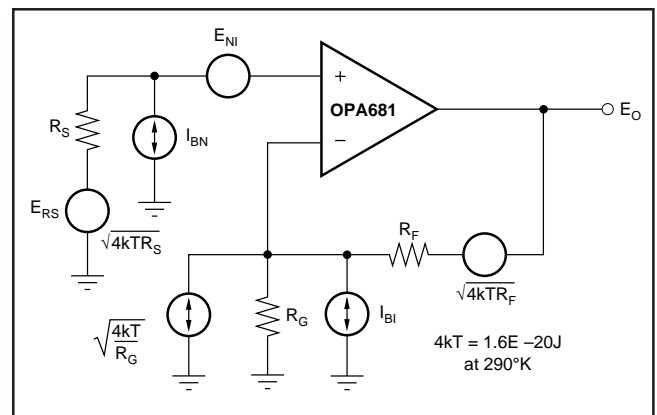 E_NI
+
OPA681
−
E_O
R_S
I_BN
E_RS
√4kTR_S
R_F
√4kTR_F
√4kT/R_G
R_G
I_BI
4kT = 1.6E –20J
at 290°K